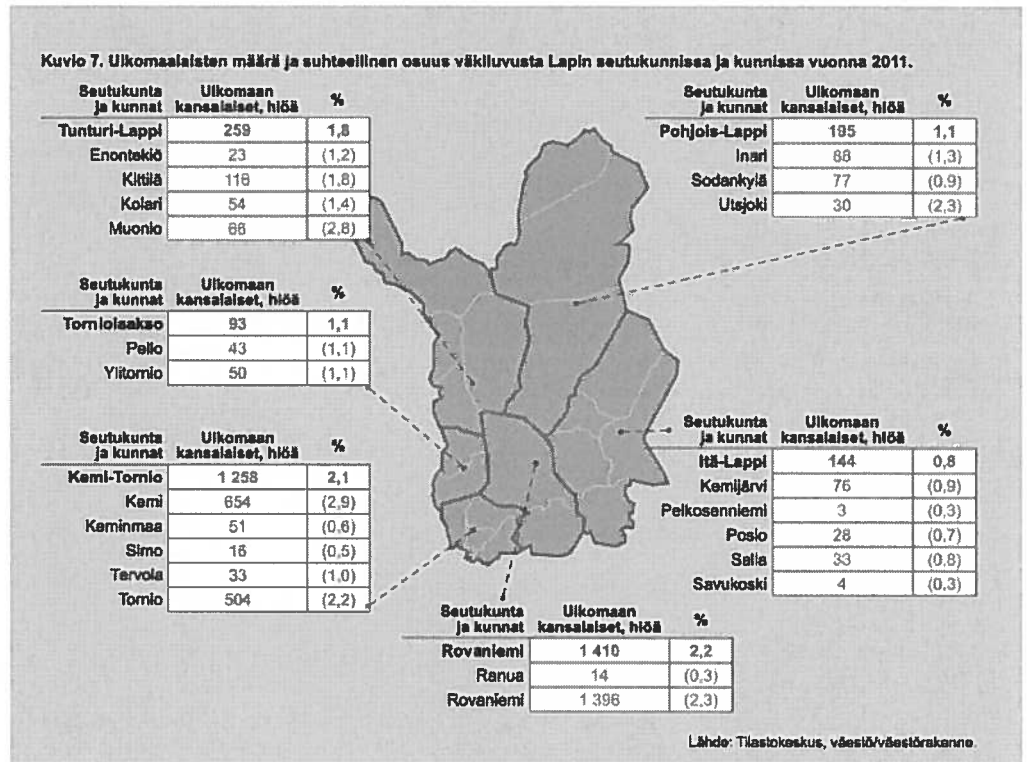 Kuvio 7. Ulkomaalaisten määrä ja suhteellinen osuus väkiluvusta Lapin seutukunnissa ja kunnissa vuonna 2011.
Seutukunta ja kunnat Ulkomaan kansalaiset, hlöä %
Tunturi-Lappi 259 1,8
Enontekiö 23 (1,2)
Kittilä 116 (1,8)
Kolari 54 (1,4)
Muonio 66 (2,8)
Seutukunta ja kunnat Ulkomaan kansalaiset, hlöä %
Pohjois-Lappi 195 1,1
Inari 88 (1,3)
Sodankylä 77 (0,9)
Utsjoki 30 (2,3)
Seutukunta ja kunnat Ulkomaan kansalaiset, hlöä %
Torniolaakso 93 1,1
Pello 43 (1,1)
Ylitornio 50 (1,1)
Seutukunta ja kunnat Ulkomaan kansalaiset, hlöä %
Kemi-Tornio 1 258 2,1
Kemi 654 (2,9)
Keminmaa 51 (0,6)
Simo 16 (0,5)
Tervola 33 (1,0)
Tornio 504 (2,2)
Seutukunta ja kunnat Ulkomaan kansalaiset, hlöä %
Itä-Lappi 144 0,8
Kemijärvi 76 (0,9)
Pelkosenniemi 3 (0,3)
Posio 28 (0,7)
Salla 33 (0,8)
Savukoski 4 (0,3)
Seutukunta ja kunnat Ulkomaan kansalaiset, hlöä %
Rovaniemi 1 410 2,2
Ranua 14 (0,3)
Rovaniemi 1 396 (2,3)
Lähde: Tilastokeskus, väestö/väestörakenne.